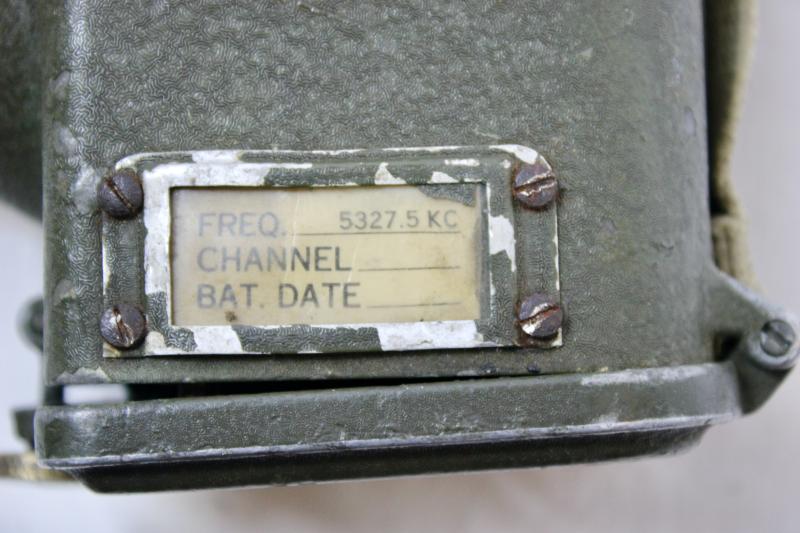 FREQ. 5327.5 KC
CHANNEL
BAT. DATE